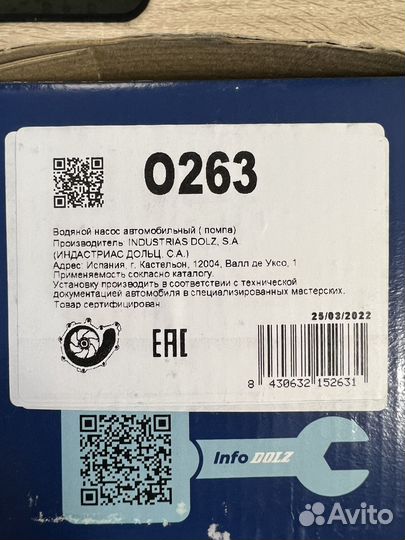 O263
Водяной насос автомобильный ( помпа)
Производитель: INDUSTRIAS DOLZ, S.A.
(ИНДАСТРИАС ДОЛЬЦ, С.А.)
Адрес: Испания, г. Кастельон, 12004, Валл де Уксо, 1
Применяемость согласно каталогу.
Установку производить в соответствии с технической
документацией автомобиля в специализированных мастерских.
Товар сертифицирован.
EAC
25/03/2022
8 430632 152631
Info DOLZ
Avito